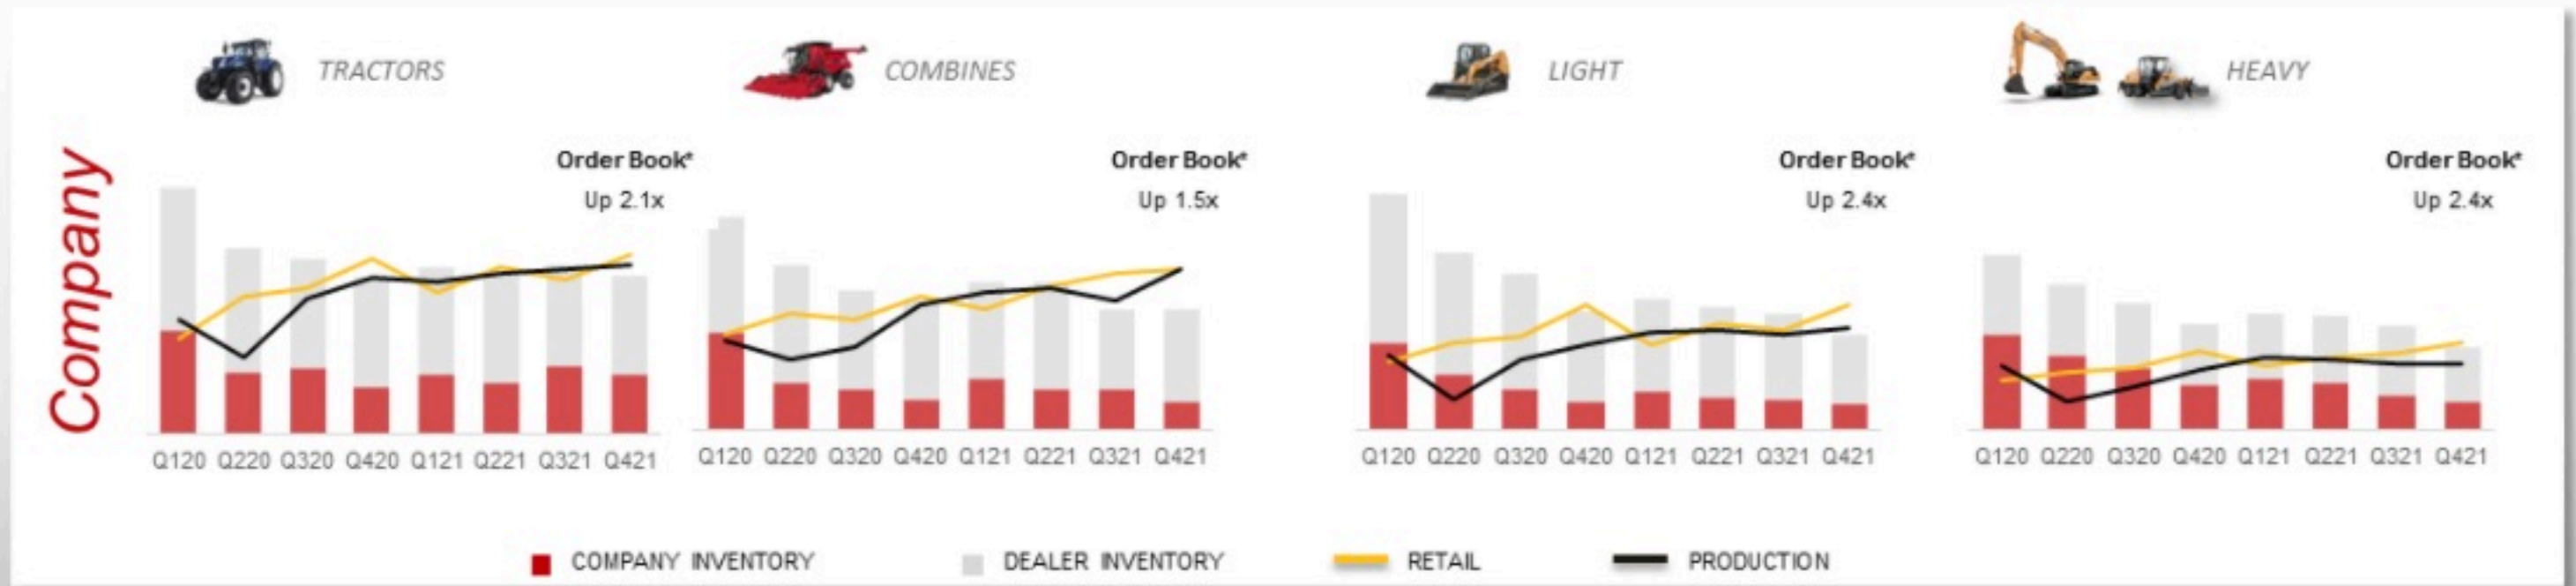 TRACTORS
COMBINES
LIGHT
HEAVY
Company
Order Book*
Up 2.1x
Order Book*
Up 1.5x
Order Book*
Up 2.4x
Order Book*
Up 2.4x
Q120 Q220 Q320 Q420 Q121 Q221 Q321 Q421
Q120 Q220 Q320 Q420 Q121 Q221 Q321 Q421
Q120 Q220 Q320 Q420 Q121 Q221 Q321 Q421
Q120 Q220 Q320 Q420 Q121 Q221 Q321 Q421
COMPANY INVENTORY
DEALER INVENTORY
RETAIL
PRODUCTION